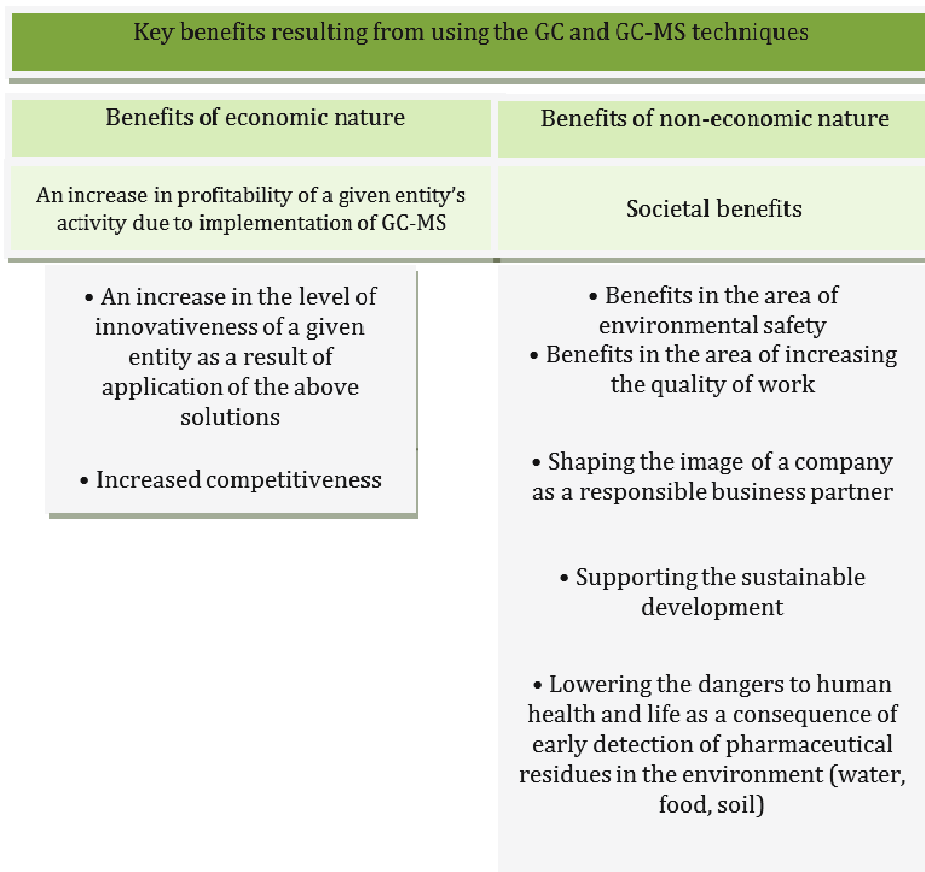 Key benefits resulting from using the GC and GC-MS techniques
Benefits of economic nature
An increase in profitability of a given entity's
activity due to implementation of GC-MS
• An increase in the level of
innovativeness of a given
entity as a result of
application of the above
solutions
• Increased competitiveness
Benefits of non-economic nature
Societal benefits
• Benefits in the area of
environmental safety
• Benefits in the area of increasing
the quality of work
• Shaping the image of a company
as a responsible business partner
• Supporting the sustainable
development
• Lowering the dangers to human
health and life as a consequence of
early detection of pharmaceutical
residues in the environment (water,
food, soil)